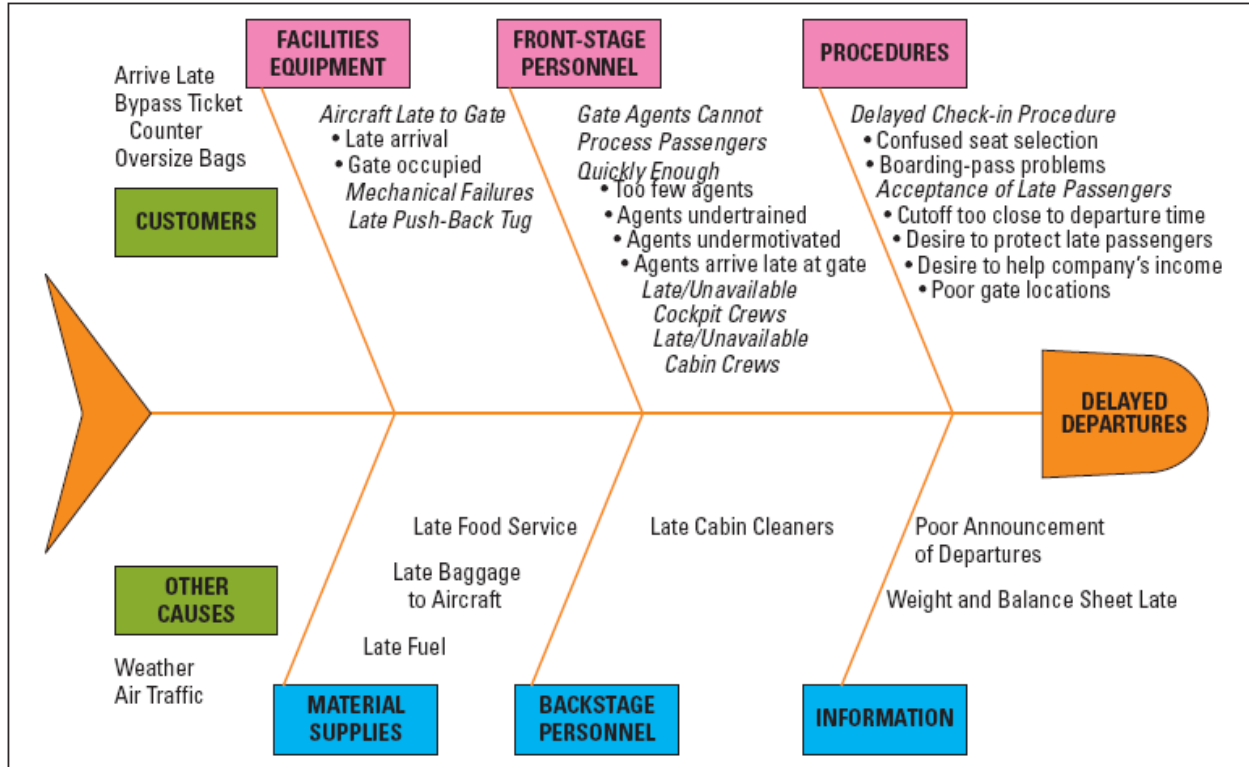 FACILITIES
EQUIPMENT
FRONT-STAGE
PERSONNEL
PROCEDURES
Arrive Late
Bypass Ticket
Counter
Oversize Bags
CUSTOMERS
Aircraft Late to Gate
• Late arrival
• Gate occupied
Mechanical Failures
Late Push-Back Tug
Gate Agents Cannot
Process Passengers
Quickly Enough
• Too few agents
• Agents undertrained
• Agents undermotivated
• Agents arrive late at gate
Late/Unavailable
Cockpit Crews
Late/Unavailable
Cabin Crews
Delayed Check-in Procedure
• Confused seat selection
• Boarding-pass problems
Acceptance of Late Passengers
• Cutoff too close to departure time
• Desire to protect late passengers
• Desire to help company's income
• Poor gate locations
DELAYED
DEPARTURES
OTHER
CAUSES
Weather
Air Traffic
Late Food Service
Late Baggage
to Aircraft
Late Fuel
MATERIAL
SUPPLIES
Late Cabin Cleaners
BACKSTAGE
PERSONNEL
Poor Announcement
of Departures
Weight and Balance Sheet Late
INFORMATION